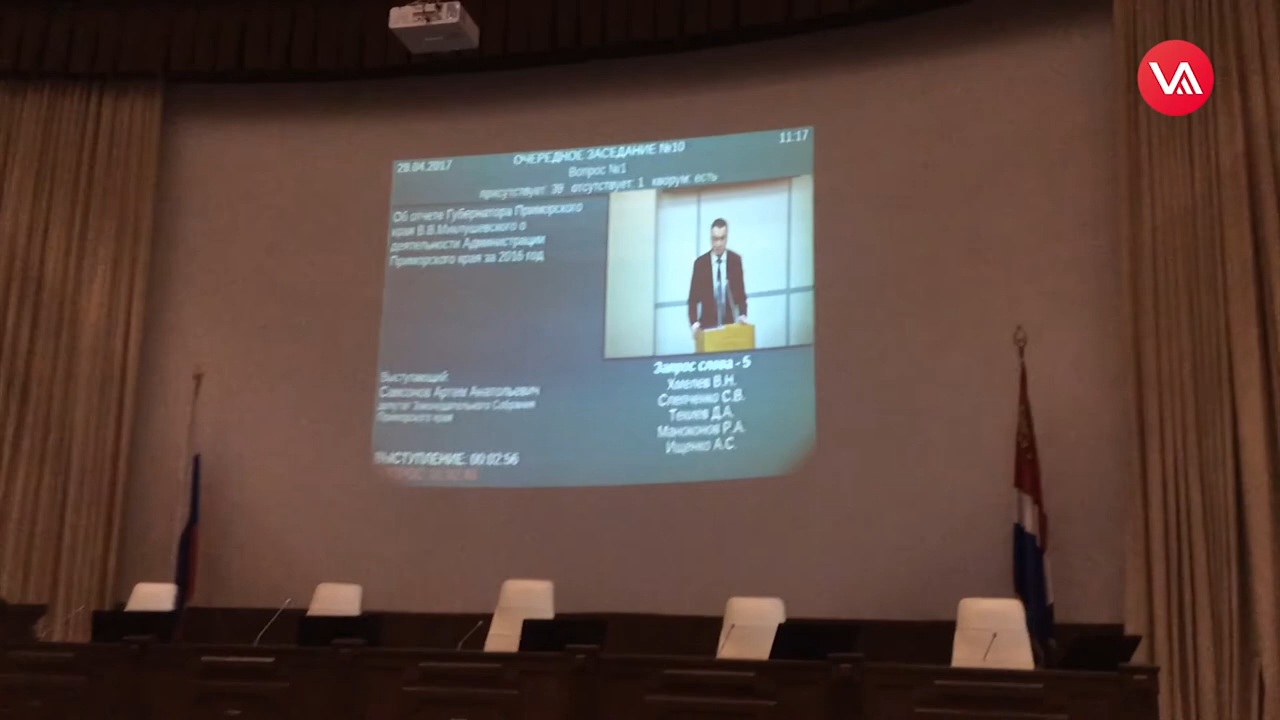 28.04.2017
ОЧЕРЕДНОЕ ЗАСЕДАНИЕ №10
11:17
Вопрос №1
присутствует: 39 отсутствует: 1 кворум: есть
Об отчете Губернатора Приморского
края В.В.Миклушевского о
деятельности Администрации
Приморского края за 2016 год
Выступающий:
Самсонов Артем Анатольевич
депутат Законодательного Собрания
Приморского края
ВЫСТУПЛЕНИЕ: 00:02:56
Запрос слова - 5
Хмелев В.Н.
Слепченко С.В.
Текиев Д.А.
Маноконов Р.А.
Ищенко А.С.
VA